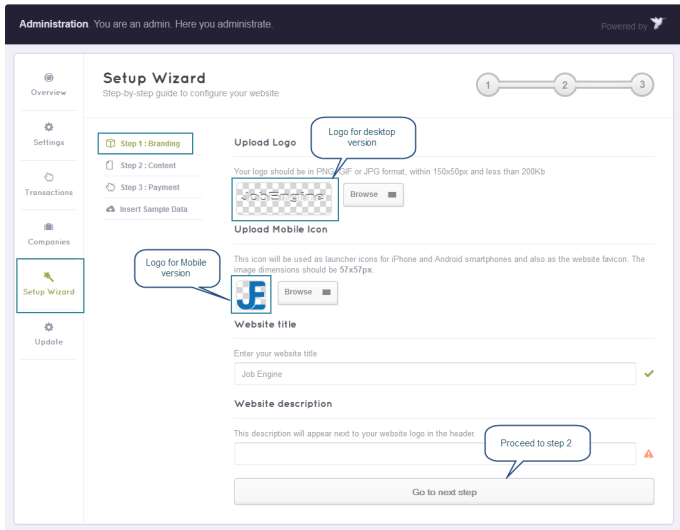 Administration. You are an admin. Here you administrate.
Powered by
Overview
Settings
Transactions
Companies
Setup Wizard
Update
Setup Wizard
Step-by-step guide to configure your website
1
2
3
Step 1 : Branding
Step 2 : Content
Step 3 : Payment
Insert Sample Data
Upload Logo
Logo for desktop
version
Your logo should be in PNG, GIF or JPG format, within 150x50px and less than 200Kb
JobEngine
Browse
Upload Mobile Icon
Logo for Mobile
version
This icon will be used as launcher icons for iPhone and Android smartphones and also as the website favicon. The
image dimensions should be 57x57px.
JE
Browse
Website title
Enter your website title
Job Engine
Website description
This description will appear next to your website logo in the header.
Proceed to step 2
Go to next step